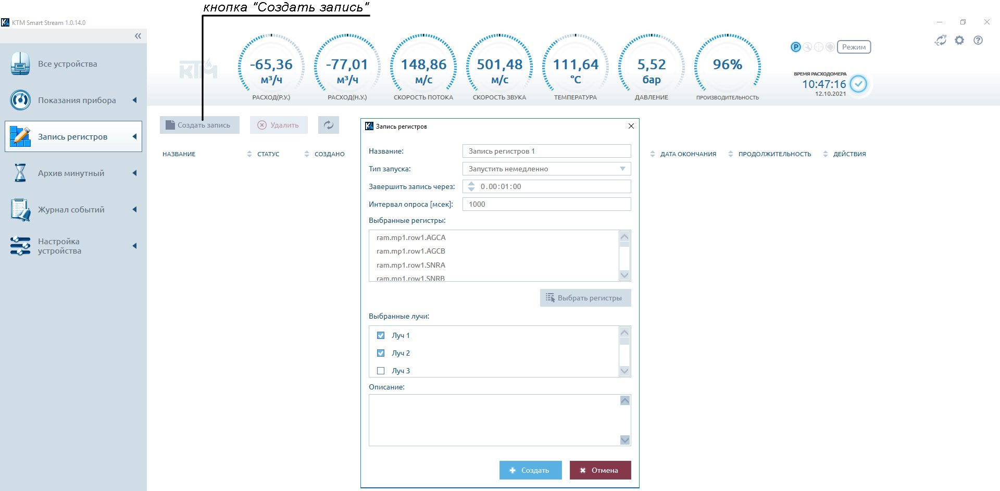 кнопка "Создать запись"
KTM Smart Stream 1.0.14.0
Все устройства
Показания прибора
Запись регистров
Архив минутный
Журнал событий
Настройка
устройства
КТМ
-65,36
м³/ч
РАСХОД(Р.У.)
-77,01
м³/ч
РАСХОД(Н.У.)
148,86
м/с
СКОРОСТЬ ПОТОКА
501,48
м/с
СКОРОСТЬ ЗВУКА
111,64
°C
ТЕМПЕРАТУРА
5,52
бар
ДАВЛЕНИЕ
96%
ПРОИЗВОДИТЕЛЬНОСТЬ
P
Режим
ВРЕМЯ РАСХОДОМЕРА
10:47:16
12.10.2021
Создать запись
Удалить
НАЗВАНИЕ
СТАТУС
СОЗДАНО
ДАТА ОКОНЧАНИЯ
ПРОДОЛЖИТЕЛЬНОСТЬ
ДЕЙСТВИЯ
Запись регистров
Название: Запись регистров 1
Тип запуска: Запустить немедленно
Завершить запись через: 0.00:01:00
Интервал опроса [мсек]: 1000
Выбранные регистры:
ram.mp1.row1.AGCA
ram.mp1.row1.AGCB
ram.mp1.row1.SNRA
ram.mp1.row1.SNRB
Выбрать регистры
Выбранные лучи:
Луч 1
Луч 2
Луч 3
Описание:
Создать
Отмена